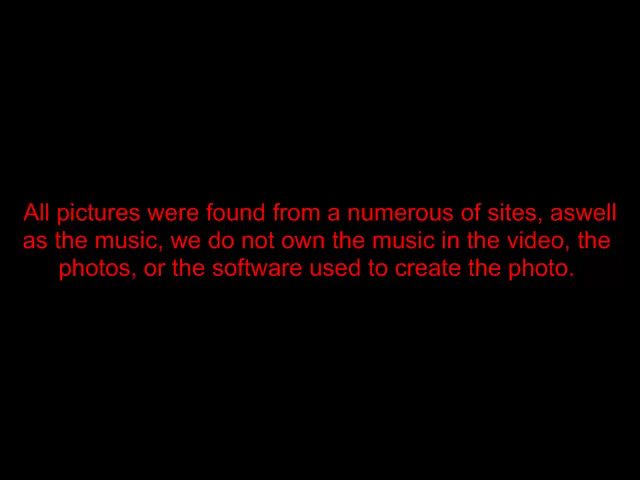 All pictures were found from a numerous of sites, aswell
as the music, we do not own the music in the video, the
photos, or the software used to create the photo.